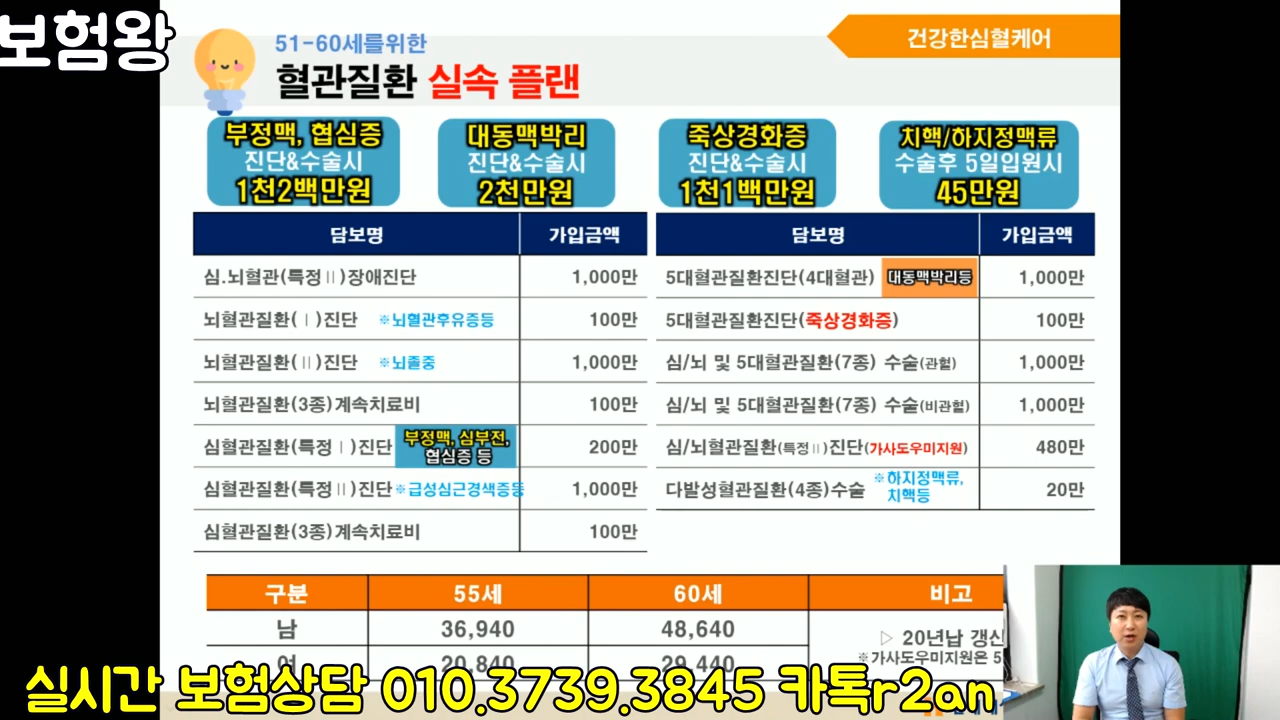 보험왕
51-60세를위한
혈관질환 실속 플랜
건강한심혈케어
부정맥, 협심증
진단&수술시
1천2백만원
대동맥박리
진단&수술시
2천만원
죽상경화증
진단&수술시
1천1백만원
치핵/하지정맥류
수술후 5일입원시
45만원
담보명 가입금액
심.뇌혈관(특정Ⅱ)장애진단 1,000만
뇌혈관질환(Ⅰ)진단 ※뇌혈관후유증등 100만
뇌혈관질환(Ⅱ)진단 ※뇌졸중 1,000만
뇌혈관질환(3종)계속치료비 100만
심혈관질환(특정Ⅰ)진단 부정맥, 심부전, 협심증 등 200만
심혈관질환(특정Ⅱ)진단 ※급성심근경색증등 1,000만
심혈관질환(3종)계속치료비 100만
담보명 가입금액
5대혈관질환진단(4대혈관) 대동맥박리등 1,000만
5대혈관질환진단(죽상경화증) 100만
심/뇌 및 5대혈관질환(7종) 수술(관혈) 1,000만
심/뇌 및 5대혈관질환(7종) 수술(비관혈) 1,000만
심/뇌혈관질환(특정Ⅱ)진단(가사도우미지원) 480만
다발성혈관질환(4종)수술 ※하지정맥류, 치핵등 20만
구분 55세 60세 비고
남 36,940 48,640 ▷ 20년납 갱신
여 20,840 29,440 ※가사도우미지원은 5
실시간 보험상담 010.3739.3845 카톡r2an